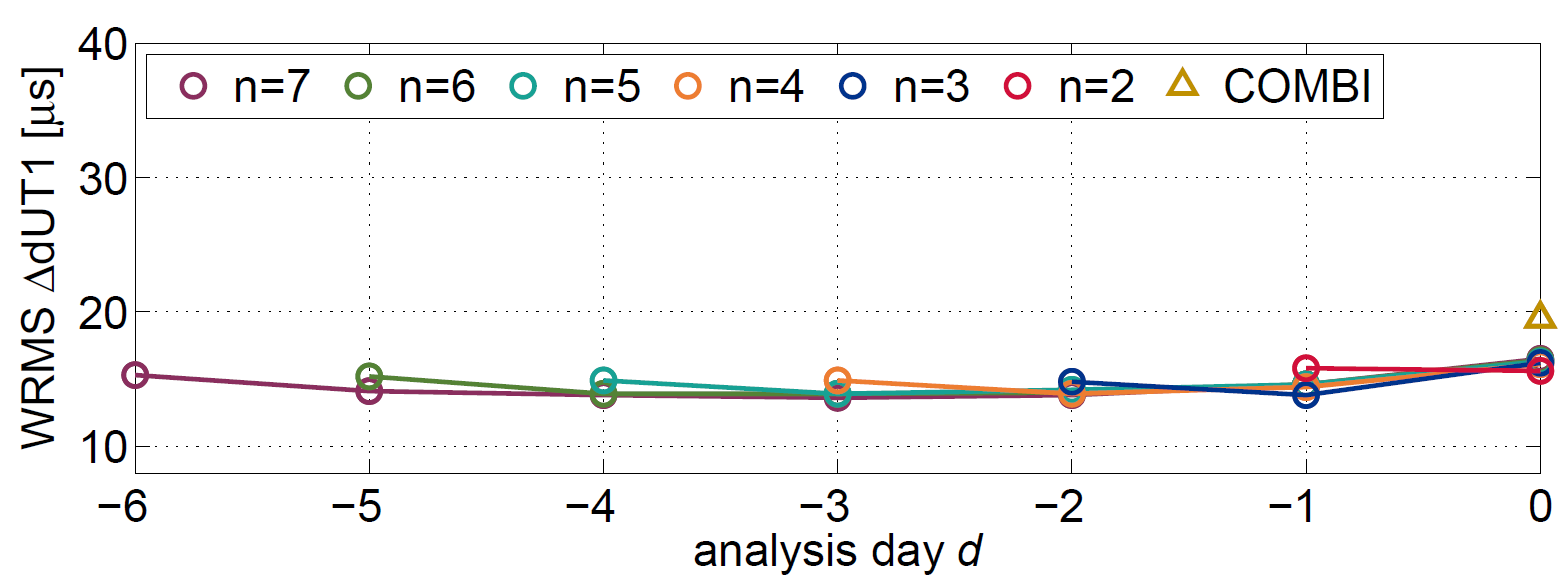 WRMS ΔdUT1 [μs]
40
30
20
10
n=7 n=6 n=5 n=4 n=3 n=2 COMBI
−6 −5 −4 −3 −2 −1 0
analysis day d